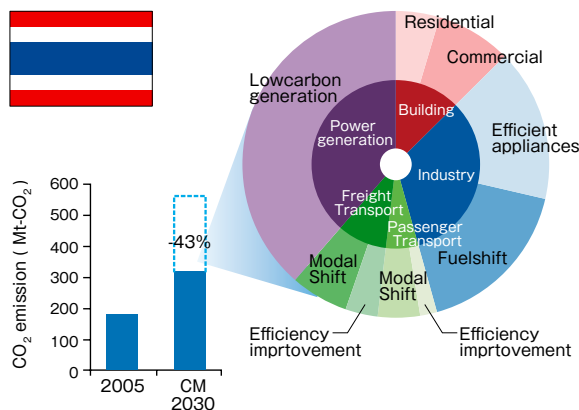 Residential
Commercial
Lowcarbon
generation
Building
Power
generation
Efficient
appliances
Industry
Freight
Transport
Passenger
Transport
Fuelshift
Modal
Shift
Modal
Shift
Efficiency
imprtovement
Efficiency
imprtovement
CO₂ emission ( Mt-CO₂ )
600
500
400
300
200
100
0
-43%
2005
CM
2030